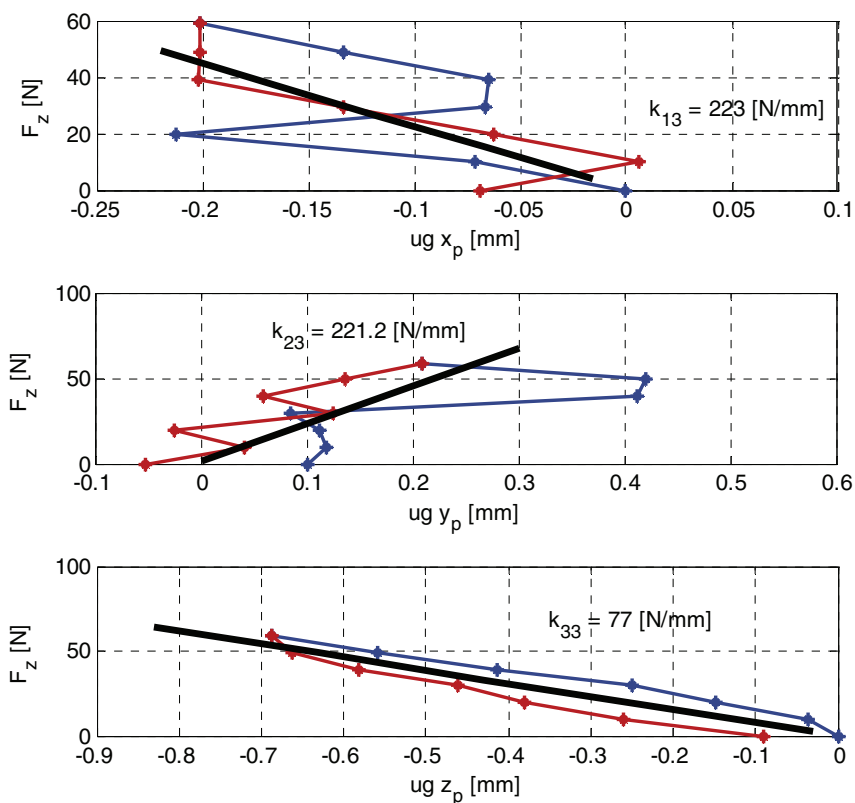 60
40
20
0
F_z [N]
k_13 = 223 [N/mm]
-0.25 -0.2 -0.15 -0.1 -0.05 0 0.05 0.1
ug x_p [mm]
100
50
0
F_z [N]
k_23 = 221.2 [N/mm]
-0.1 0 0.1 0.2 0.3 0.4 0.5 0.6
ug y_p [mm]
100
50
0
F_z [N]
k_33 = 77 [N/mm]
-0.9 -0.8 -0.7 -0.6 -0.5 -0.4 -0.3 -0.2 -0.1 0
ug z_p [mm]